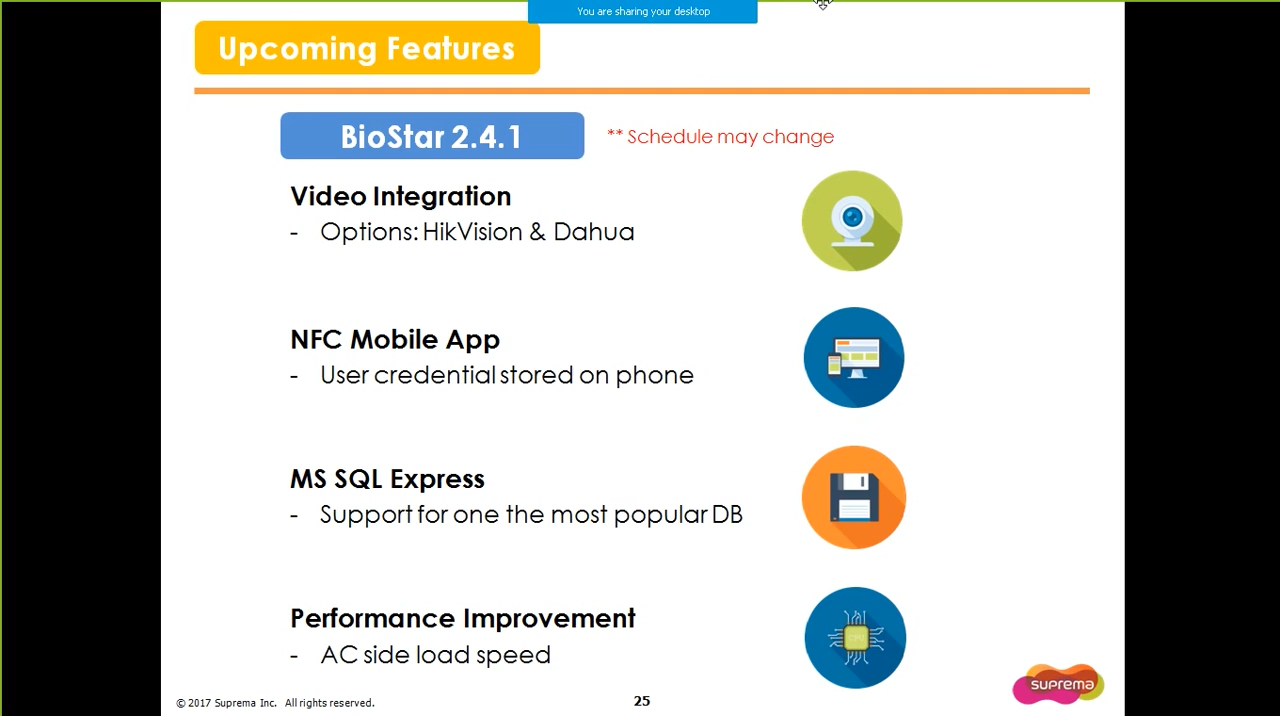 You are sharing your desktop
Upcoming Features
BioStar 2.4.1
** Schedule may change
Video Integration
- Options: HikVision & Dahua
NFC Mobile App
- User credential stored on phone
MS SQL Express
- Support for one the most popular DB
Performance Improvement
- AC side load speed
CPU
suprema
© 2017 Suprema Inc. All rights reserved.
25